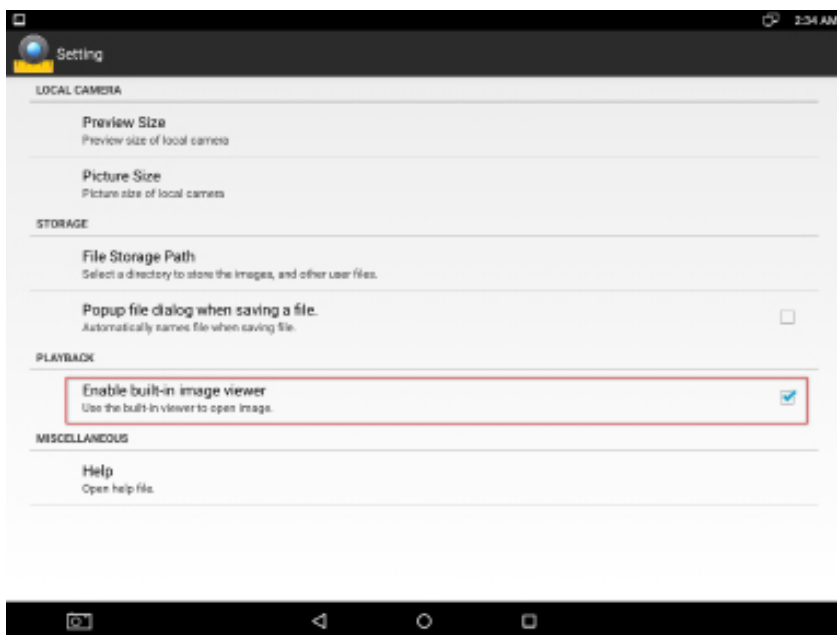 2:34 AM
Setting
LOCAL CAMERA
Preview Size
Preview size of local camera
Picture Size
Picture size of local camera
STORAGE
File Storage Path
Select a directory to store the images, and other user files.
Popup file dialog when saving a file.
Automatically names file when saving file.
PLAYBACK
Enable built-in image viewer
Use the built-in viewer to open image.
MISCELLANEOUS
Help
Open help file.